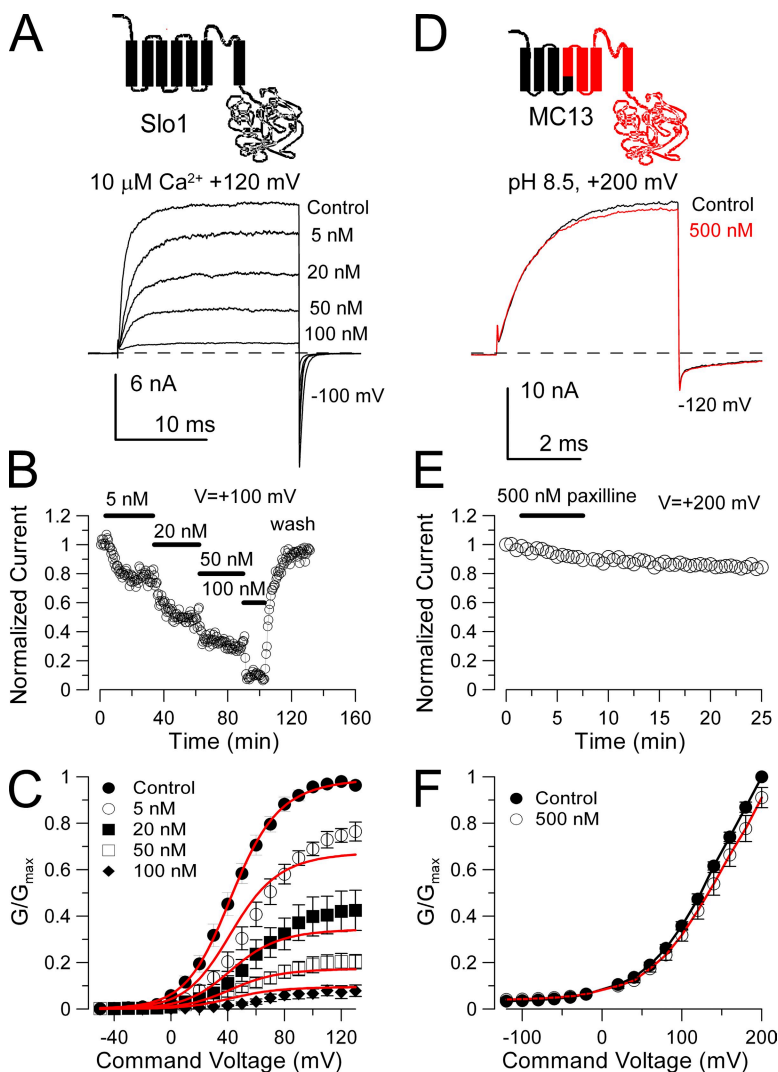 A
Slo1
10 μM Ca²⁺ +120 mV
Control
5 nM
20 nM
50 nM
100 nM
6 nA
10 ms
-100 mV
D
MC13
pH 8.5, +200 mV
Control
500 nM
10 nA
2 ms
-120 mV
B
5 nM
V=+100 mV
20 nM
wash
50 nM
100 nM
Normalized Current
1.2
1
0.8
0.6
0.4
0.2
0
0 40 80 120 160
Time (min)
E
500 nM paxilline
V=+200 mV
Normalized Current
1.2
1
0.8
0.6
0.4
0.2
0
0 5 10 15 20 25
Time (min)
C
Control
5 nM
20 nM
50 nM
100 nM
G/Gmax
1
0.8
0.6
0.4
0.2
0
-40 0 40 80 120
Command Voltage (mV)
F
Control
500 nM
G/Gmax
1
0.8
0.6
0.4
0.2
0
-100 0 100 200
Command Voltage (mV)